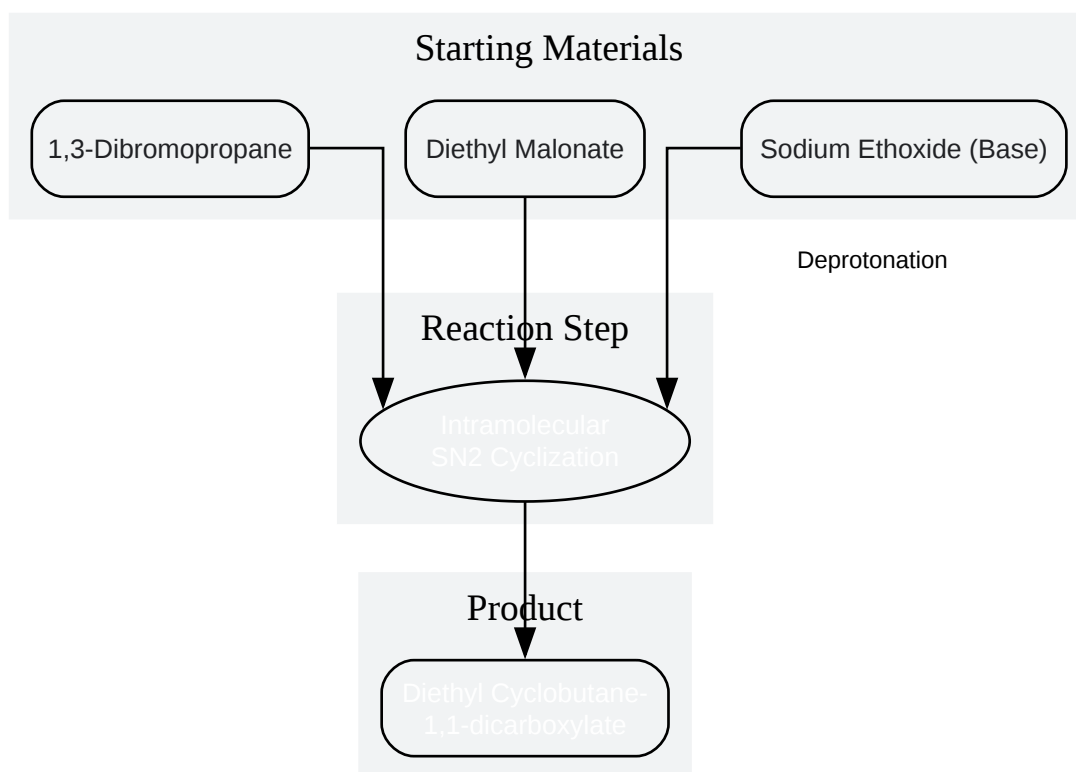 Starting Materials
1,3-Dibromopropane
Diethyl Malonate
Sodium Ethoxide (Base)
Deprotonation
Reaction Step
Intramolecular
SN2 Cyclization
Product
Diethyl Cyclobutane-
1,1-dicarboxylate